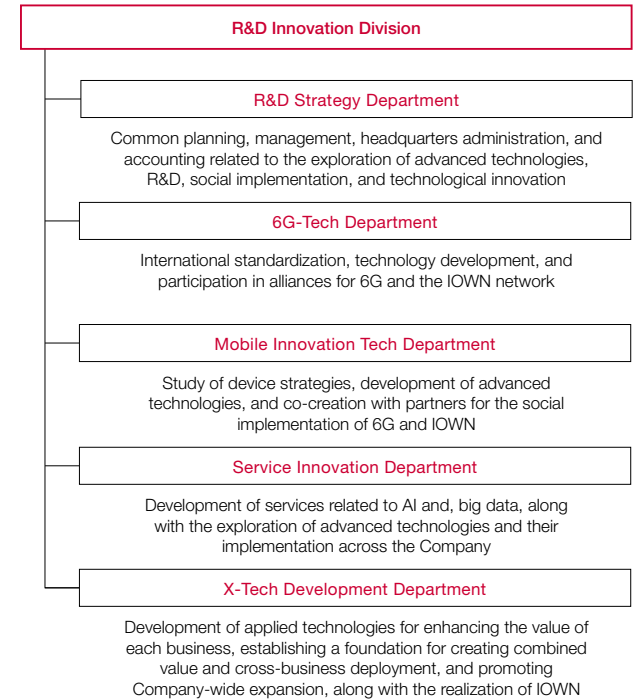 R&D Innovation Division
R&D Strategy Department
Common planning, management, headquarters administration, and
accounting related to the exploration of advanced technologies,
R&D, social implementation, and technological innovation
6G-Tech Department
International standardization, technology development, and
participation in alliances for 6G and the IOWN network
Mobile Innovation Tech Department
Study of device strategies, development of advanced
technologies, and co-creation with partners for the social
implementation of 6G and IOWN
Service Innovation Department
Development of services related to AI and, big data, along
with the exploration of advanced technologies and their
implementation across the Company
X-Tech Development Department
Development of applied technologies for enhancing the value of
each business, establishing a foundation for creating combined
value and cross-business deployment, and promoting
Company-wide expansion, along with the realization of IOWN